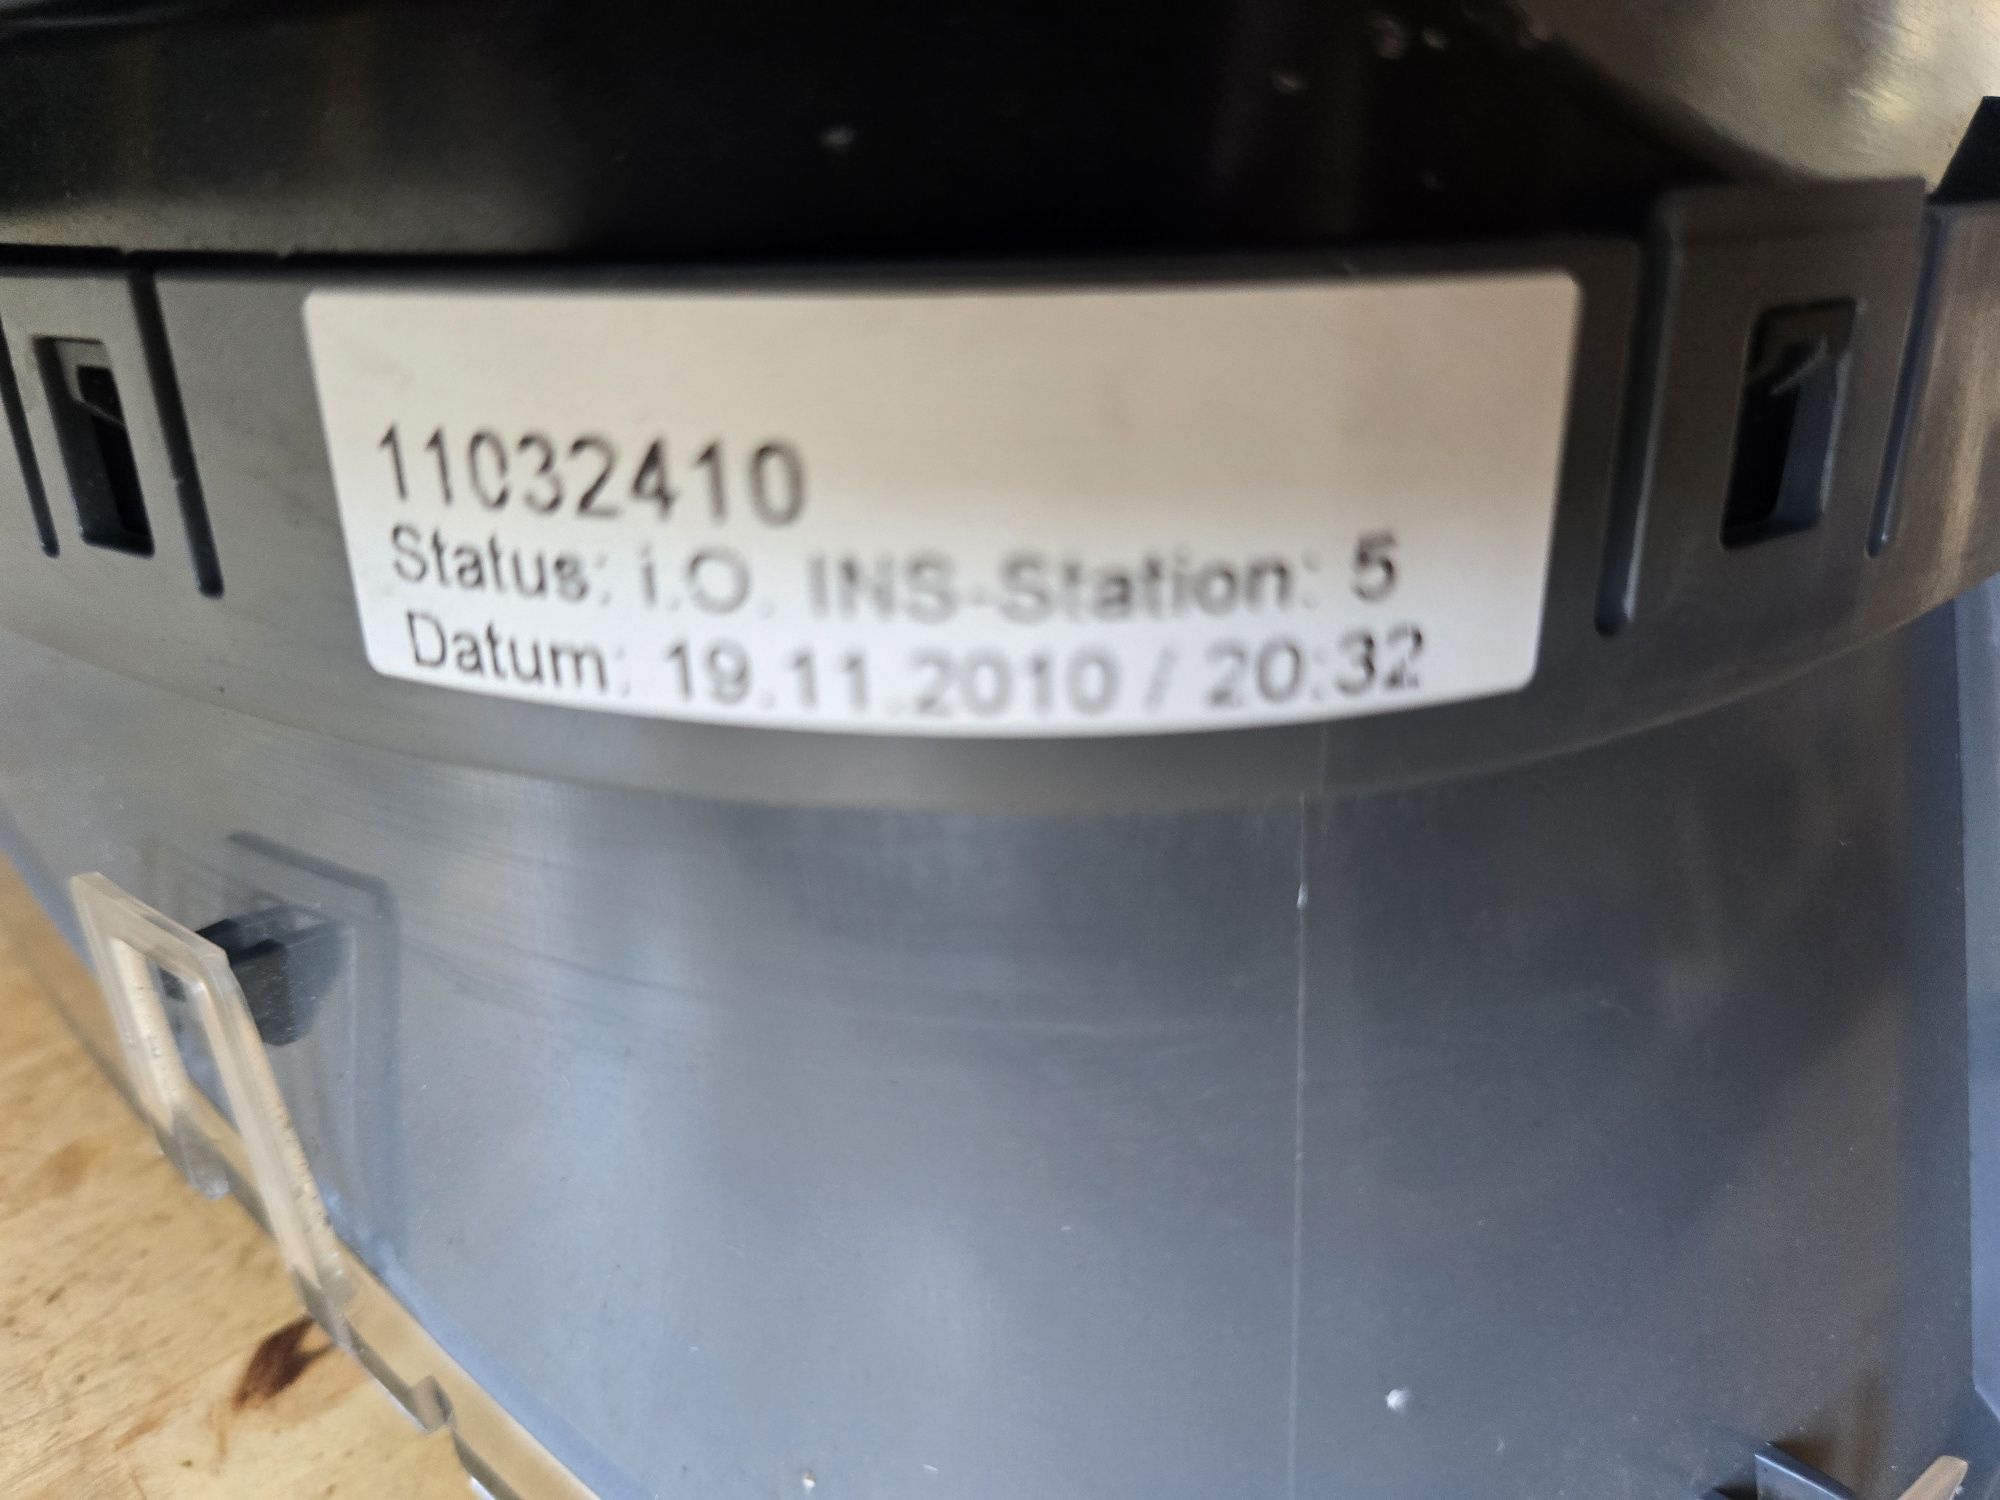 11032410
Status: i.O. INS-Station: 5
Datum: 19.11.2010 / 20:32